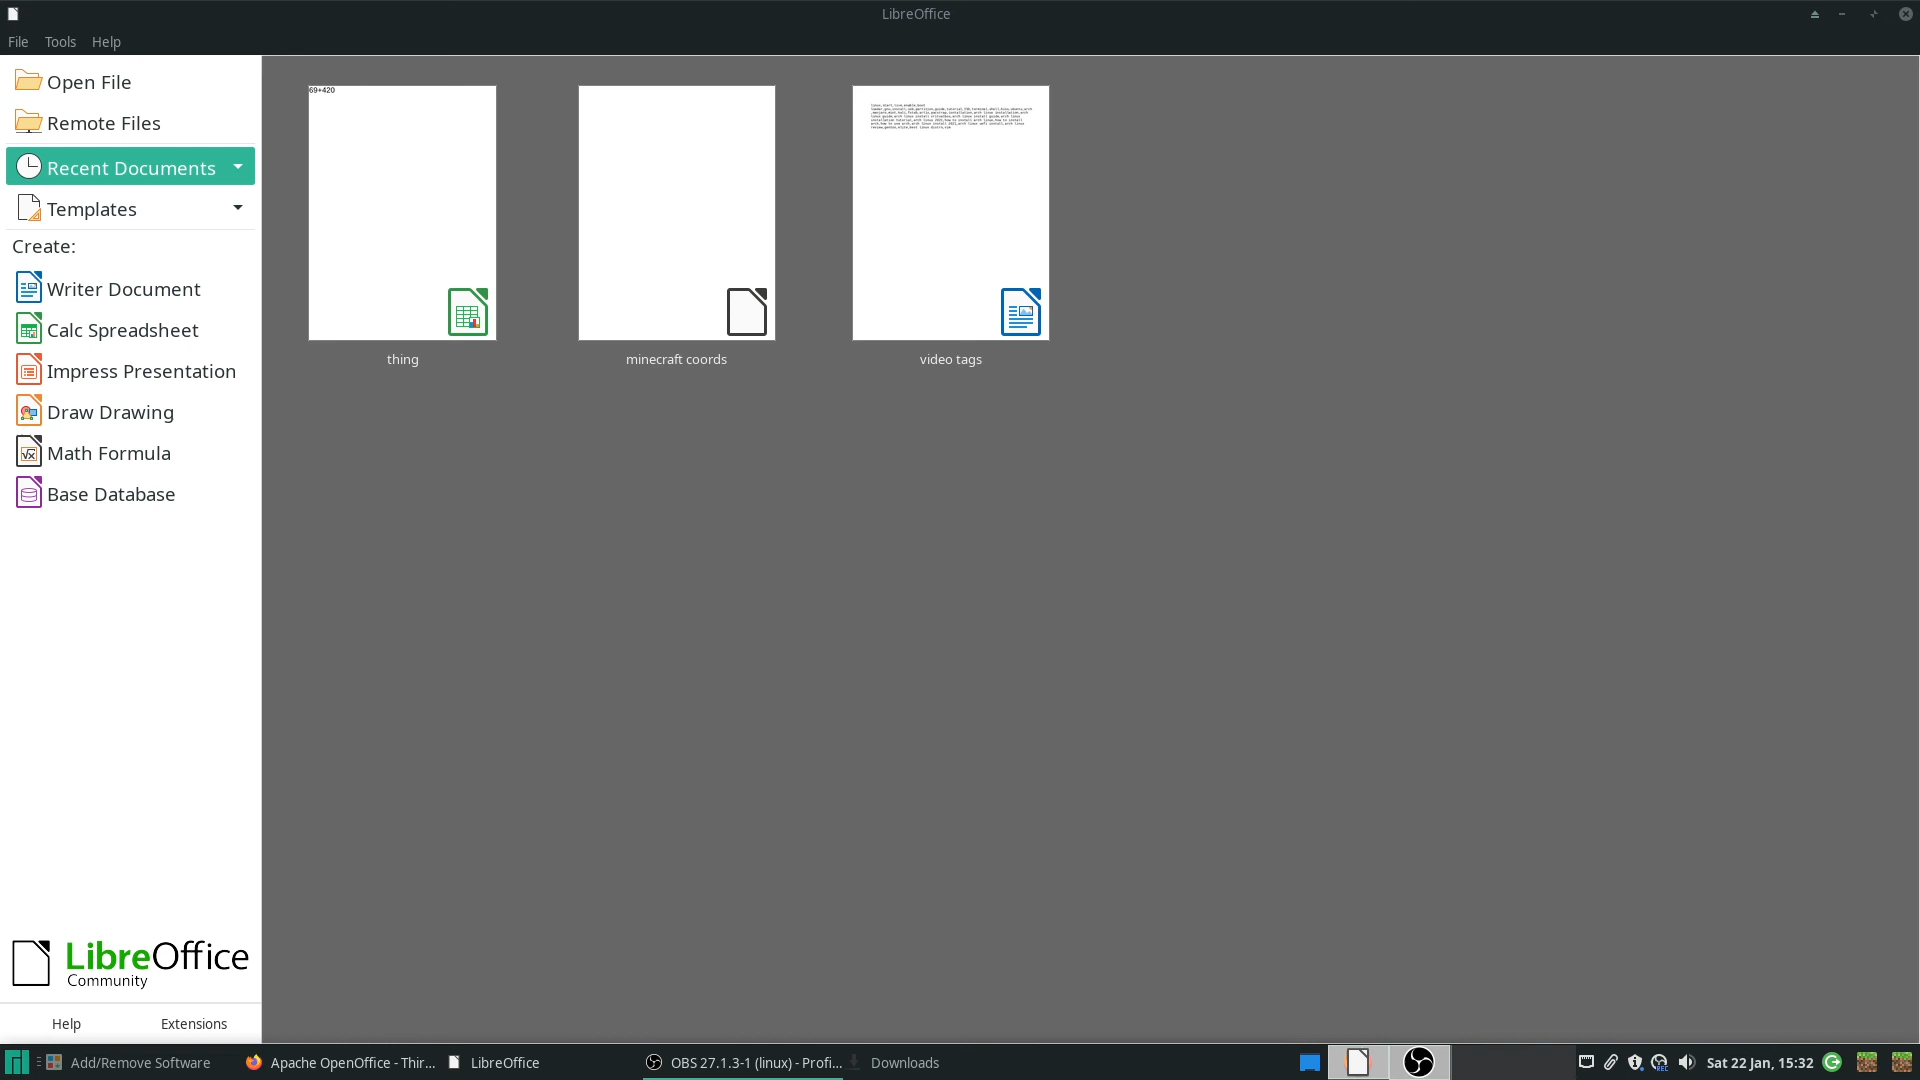 LibreOffice
File Tools Help
Open File
Remote Files
Recent Documents
Templates
Create:
Writer Document
Calc Spreadsheet
Impress Presentation
Draw Drawing
Math Formula
Base Database
69+420
thing
minecraft coords
video tags
LibreOffice
Community
Help Extensions
Add/Remove Software Apache OpenOffice - Thir... LibreOffice OBS 27.1.3-1 (linux) - Profi... Downloads REC Sat 22 Jan, 15:32